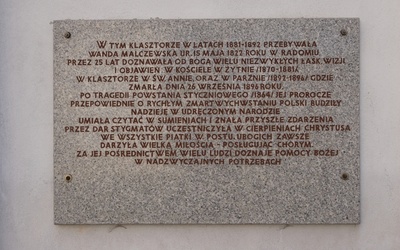 W TYM KLASZTORZE W LATACH 1881-1892 PRZEBYWAŁA
WANDA MALCZEWSKA UR. 15 MAJA 1822 ROKU W RADOMIU.
PRZEZ 25 LAT DOZNAWAŁA OD BOGA WIELU NIEZWYKŁYCH ŁASK WIZJI
I OBJAWIEŃ W KOŚCIELE W ŻYTNIE /1870-1881/,
W KLASZTORZE W ŚW. ANNIE, ORAZ W PARZNIE /1892-1896/ GDZIE
ZMARŁA DNIA 26 WRZEŚNIA 1896 ROKU.
PO TRAGEDII POWSTANIA STYCZNIOWEGO /1864/ JEJ PROROCZE
PRZEPOWIEDNIE O RYCHŁYM ZMARTWYCHWSTANIU POLSKI BUDZIŁY
NADZIEJĘ W UDRĘCZONYM NARODZIE.
UMIAŁA CZYTAĆ W SUMIENIACH I ZNAŁA PRZYSZŁE ZDARZENIA
PRZEZ DAR STYGMATÓW UCZESTNICZYŁA W CIERPIENIACH CHRYSTUSA
WE WSZYSTKIE PIĄTKI W POSTU. UBOGICH ZAWSZE
DARZYŁA WIELKĄ MIŁOŚCIĄ - POSŁUGUJĄC CHORYM.
ZA JEJ POŚREDNICTWEM WIELU LUDZI DOZNAJE POMOCY BOŻEJ
W NADZWYCZAJNYCH POTRZEBACH